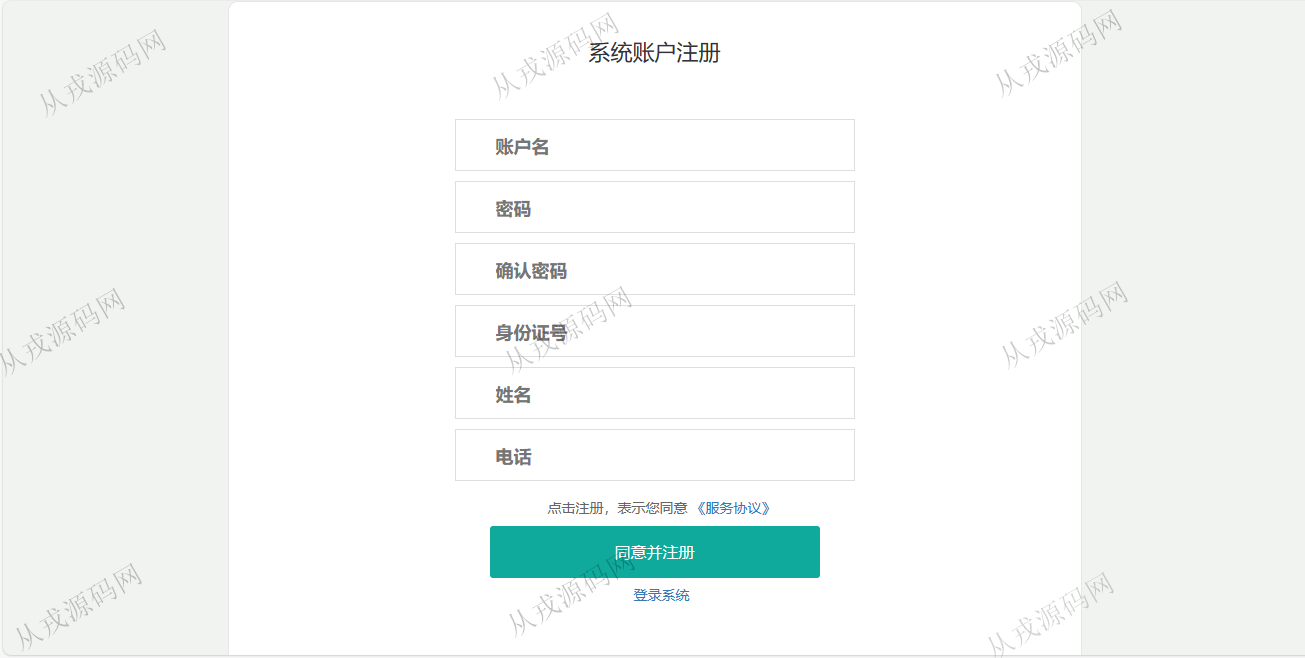 从戎源码网
从戎源码网
从戎源码网
系统账户注册
账户名
密码
确认密码
从戎源码网
从戎源码网
从戎源码网
身份证号
姓名
电话
点击注册，表示您同意 《服务协议》
同意并注册
登录系统
从戎源码网
从戎源码网
从戎源码网